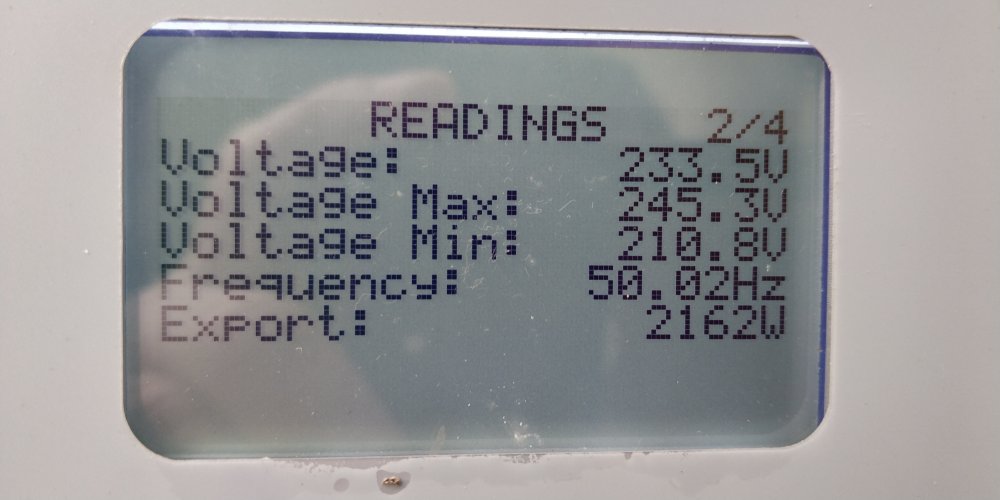 READINGS 2/4
Voltage: 233.5V
Voltage Max: 245.3V
Voltage Min: 210.8V
Frequency: 50.02Hz
Export: 2162W